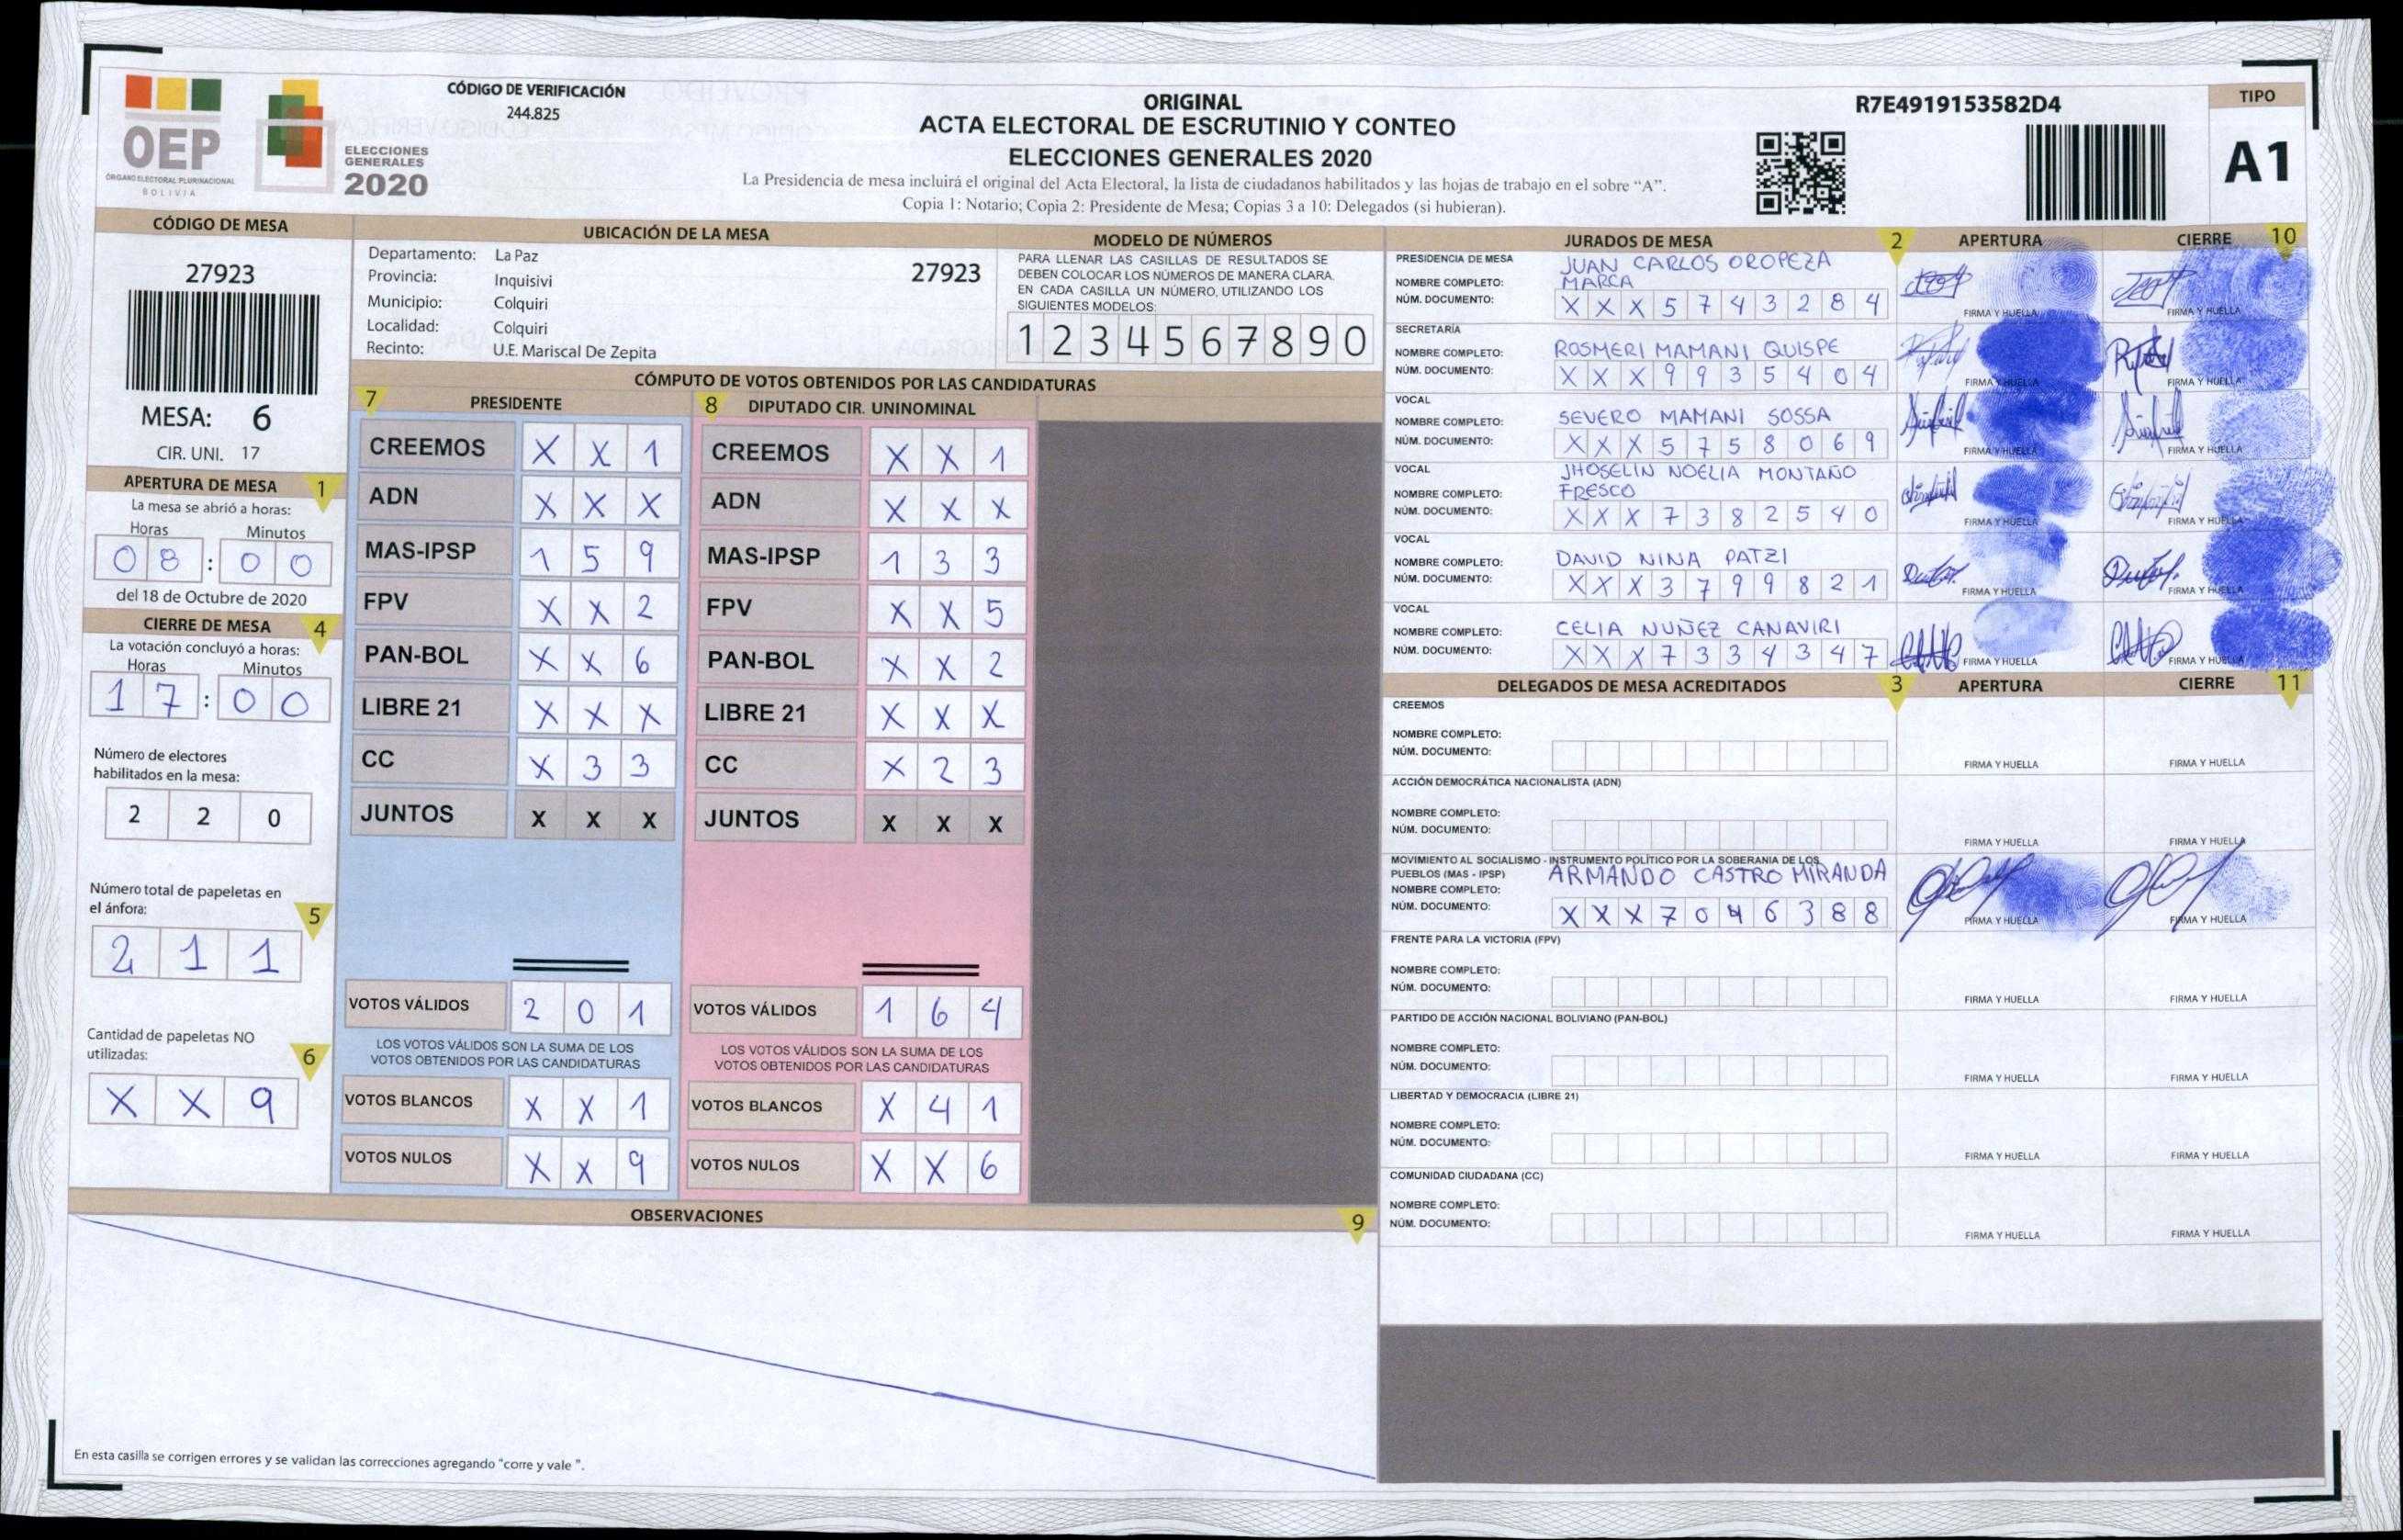 OEP
ÓRGANO ELECTORAL PLURINACIONAL
BOLIVIA
ELECCIONES
GENERALES
2020
CÓDIGO DE VERIFICACIÓN
244.825
ORIGINAL
ACTA ELECTORAL DE ESCRUTINIO Y CONTEO
ELECCIONES GENERALES 2020
La Presidencia de mesa incluirá el original del Acta Electoral, la lista de ciudadanos habilitados y las hojas de trabajo en el sobre “A”.
Copia 1: Notario; Copia 2: Presidente de Mesa; Copias 3 a 10: Delegados (si hubieran).
R7E4919153582D4
TIPO
A1
CÓDIGO DE MESA
27923
MESA: 6
CIR. UNI. 17
APERTURA DE MESA 1
La mesa se abrió a horas:
Horas Minutos
0 8 : 0 0
del 18 de Octubre de 2020
CIERRE DE MESA 4
La votación concluyó a horas:
Horas Minutos
1 7 : 0 0
Número de electores
habilitados en la mesa:
2 2 0
Número total de papeletas en
el ánfora: 5
2 1 1
Cantidad de papeletas NO
utilizadas: 6
X X 9
UBICACIÓN DE LA MESA
Departamento: La Paz
Provincia: Inquisivi
Municipio: Colquiri
Localidad: Colquiri
Recinto: U.E. Mariscal De Zepita
27923
MODELO DE NÚMEROS
PARA LLENAR LAS CASILLAS DE RESULTADOS SE
DEBEN COLOCAR LOS NÚMEROS DE MANERA CLARA.
EN CADA CASILLA UN NÚMERO, UTILIZANDO LOS
SIGUIENTES MODELOS:
1 2 3 4 5 6 7 8 9 0
CÓMPUTO DE VOTOS OBTENIDOS POR LAS CANDIDATURAS
7 PRESIDENTE
CREEMOS X X 1
ADN X X X
MAS-IPSP 1 5 9
FPV X X 2
PAN-BOL X X 6
LIBRE 21 X X X
CC X 3 3
JUNTOS X X X
VOTOS VÁLIDOS 2 0 1
LOS VOTOS VÁLIDOS SON LA SUMA DE LOS
VOTOS OBTENIDOS POR LAS CANDIDATURAS
VOTOS BLANCOS X X 1
VOTOS NULOS X X 9
8 DIPUTADO CIR. UNINOMINAL
CREEMOS X X 1
ADN X X X
MAS-IPSP 1 3 3
FPV X X 5
PAN-BOL X X 2
LIBRE 21 X X X
CC X 2 3
JUNTOS X X X
VOTOS VÁLIDOS 1 6 4
LOS VOTOS VÁLIDOS SON LA SUMA DE LOS
VOTOS OBTENIDOS POR LAS CANDIDATURAS
VOTOS BLANCOS X 4 1
VOTOS NULOS X X 6
OBSERVACIONES 9
En esta casilla se corrigen errores y se validan las correcciones agregando “corre y vale ”.
JURADOS DE MESA 2 APERTURA CIERRE 10
PRESIDENCIA DE MESA JUAN CARLOS OROPEZA
NOMBRE COMPLETO: MARCA
NÚM. DOCUMENTO: X X X 5 7 4 3 2 8 4
FIRMA Y HUELLA FIRMA Y HUELLA
SECRETARÍA
NOMBRE COMPLETO: ROSMERI MAMANI QUISPE
NÚM. DOCUMENTO: X X X 9 9 3 5 4 0 4
FIRMA Y HUELLA FIRMA Y HUELLA
VOCAL
NOMBRE COMPLETO: SEVERO MAMANI SOSSA
NÚM. DOCUMENTO: X X X 5 7 5 8 0 6 9
FIRMA Y HUELLA FIRMA Y HUELLA
VOCAL JHOSELIN NOELIA MONTAÑO
NOMBRE COMPLETO: FRESCO
NÚM. DOCUMENTO: X X X 7 3 8 2 5 4 0
FIRMA Y HUELLA FIRMA Y HUELLA
VOCAL
NOMBRE COMPLETO: DAVID NINA PATZI
NÚM. DOCUMENTO: X X X 3 7 9 9 8 2 1
FIRMA Y HUELLA FIRMA Y HUELLA
VOCAL
NOMBRE COMPLETO: CELIA NUÑEZ CANAVIRI
NÚM. DOCUMENTO: X X X 7 3 3 4 3 4 7
FIRMA Y HUELLA FIRMA Y HUELLA
DELEGADOS DE MESA ACREDITADOS 3 APERTURA CIERRE 11
CREEMOS
NOMBRE COMPLETO:
NÚM. DOCUMENTO:
FIRMA Y HUELLA FIRMA Y HUELLA
ACCIÓN DEMOCRÁTICA NACIONALISTA (ADN)
NOMBRE COMPLETO:
NÚM. DOCUMENTO:
FIRMA Y HUELLA FIRMA Y HUELLA
MOVIMIENTO AL SOCIALISMO - INSTRUMENTO POLÍTICO POR LA SOBERANIA DE LOS
PUEBLOS (MAS - IPSP) ARMANDO CASTRO MIRANDA
NOMBRE COMPLETO:
NÚM. DOCUMENTO: X X X 7 0 4 6 3 8 8
FIRMA Y HUELLA FIRMA Y HUELLA
FRENTE PARA LA VICTORIA (FPV)
NOMBRE COMPLETO:
NÚM. DOCUMENTO:
FIRMA Y HUELLA FIRMA Y HUELLA
PARTIDO DE ACCIÓN NACIONAL BOLIVIANO (PAN-BOL)
NOMBRE COMPLETO:
NÚM. DOCUMENTO:
FIRMA Y HUELLA FIRMA Y HUELLA
LIBERTAD Y DEMOCRACIA (LIBRE 21)
NOMBRE COMPLETO:
NÚM. DOCUMENTO:
FIRMA Y HUELLA FIRMA Y HUELLA
COMUNIDAD CIUDADANA (CC)
NOMBRE COMPLETO:
NÚM. DOCUMENTO:
FIRMA Y HUELLA FIRMA Y HUELLA